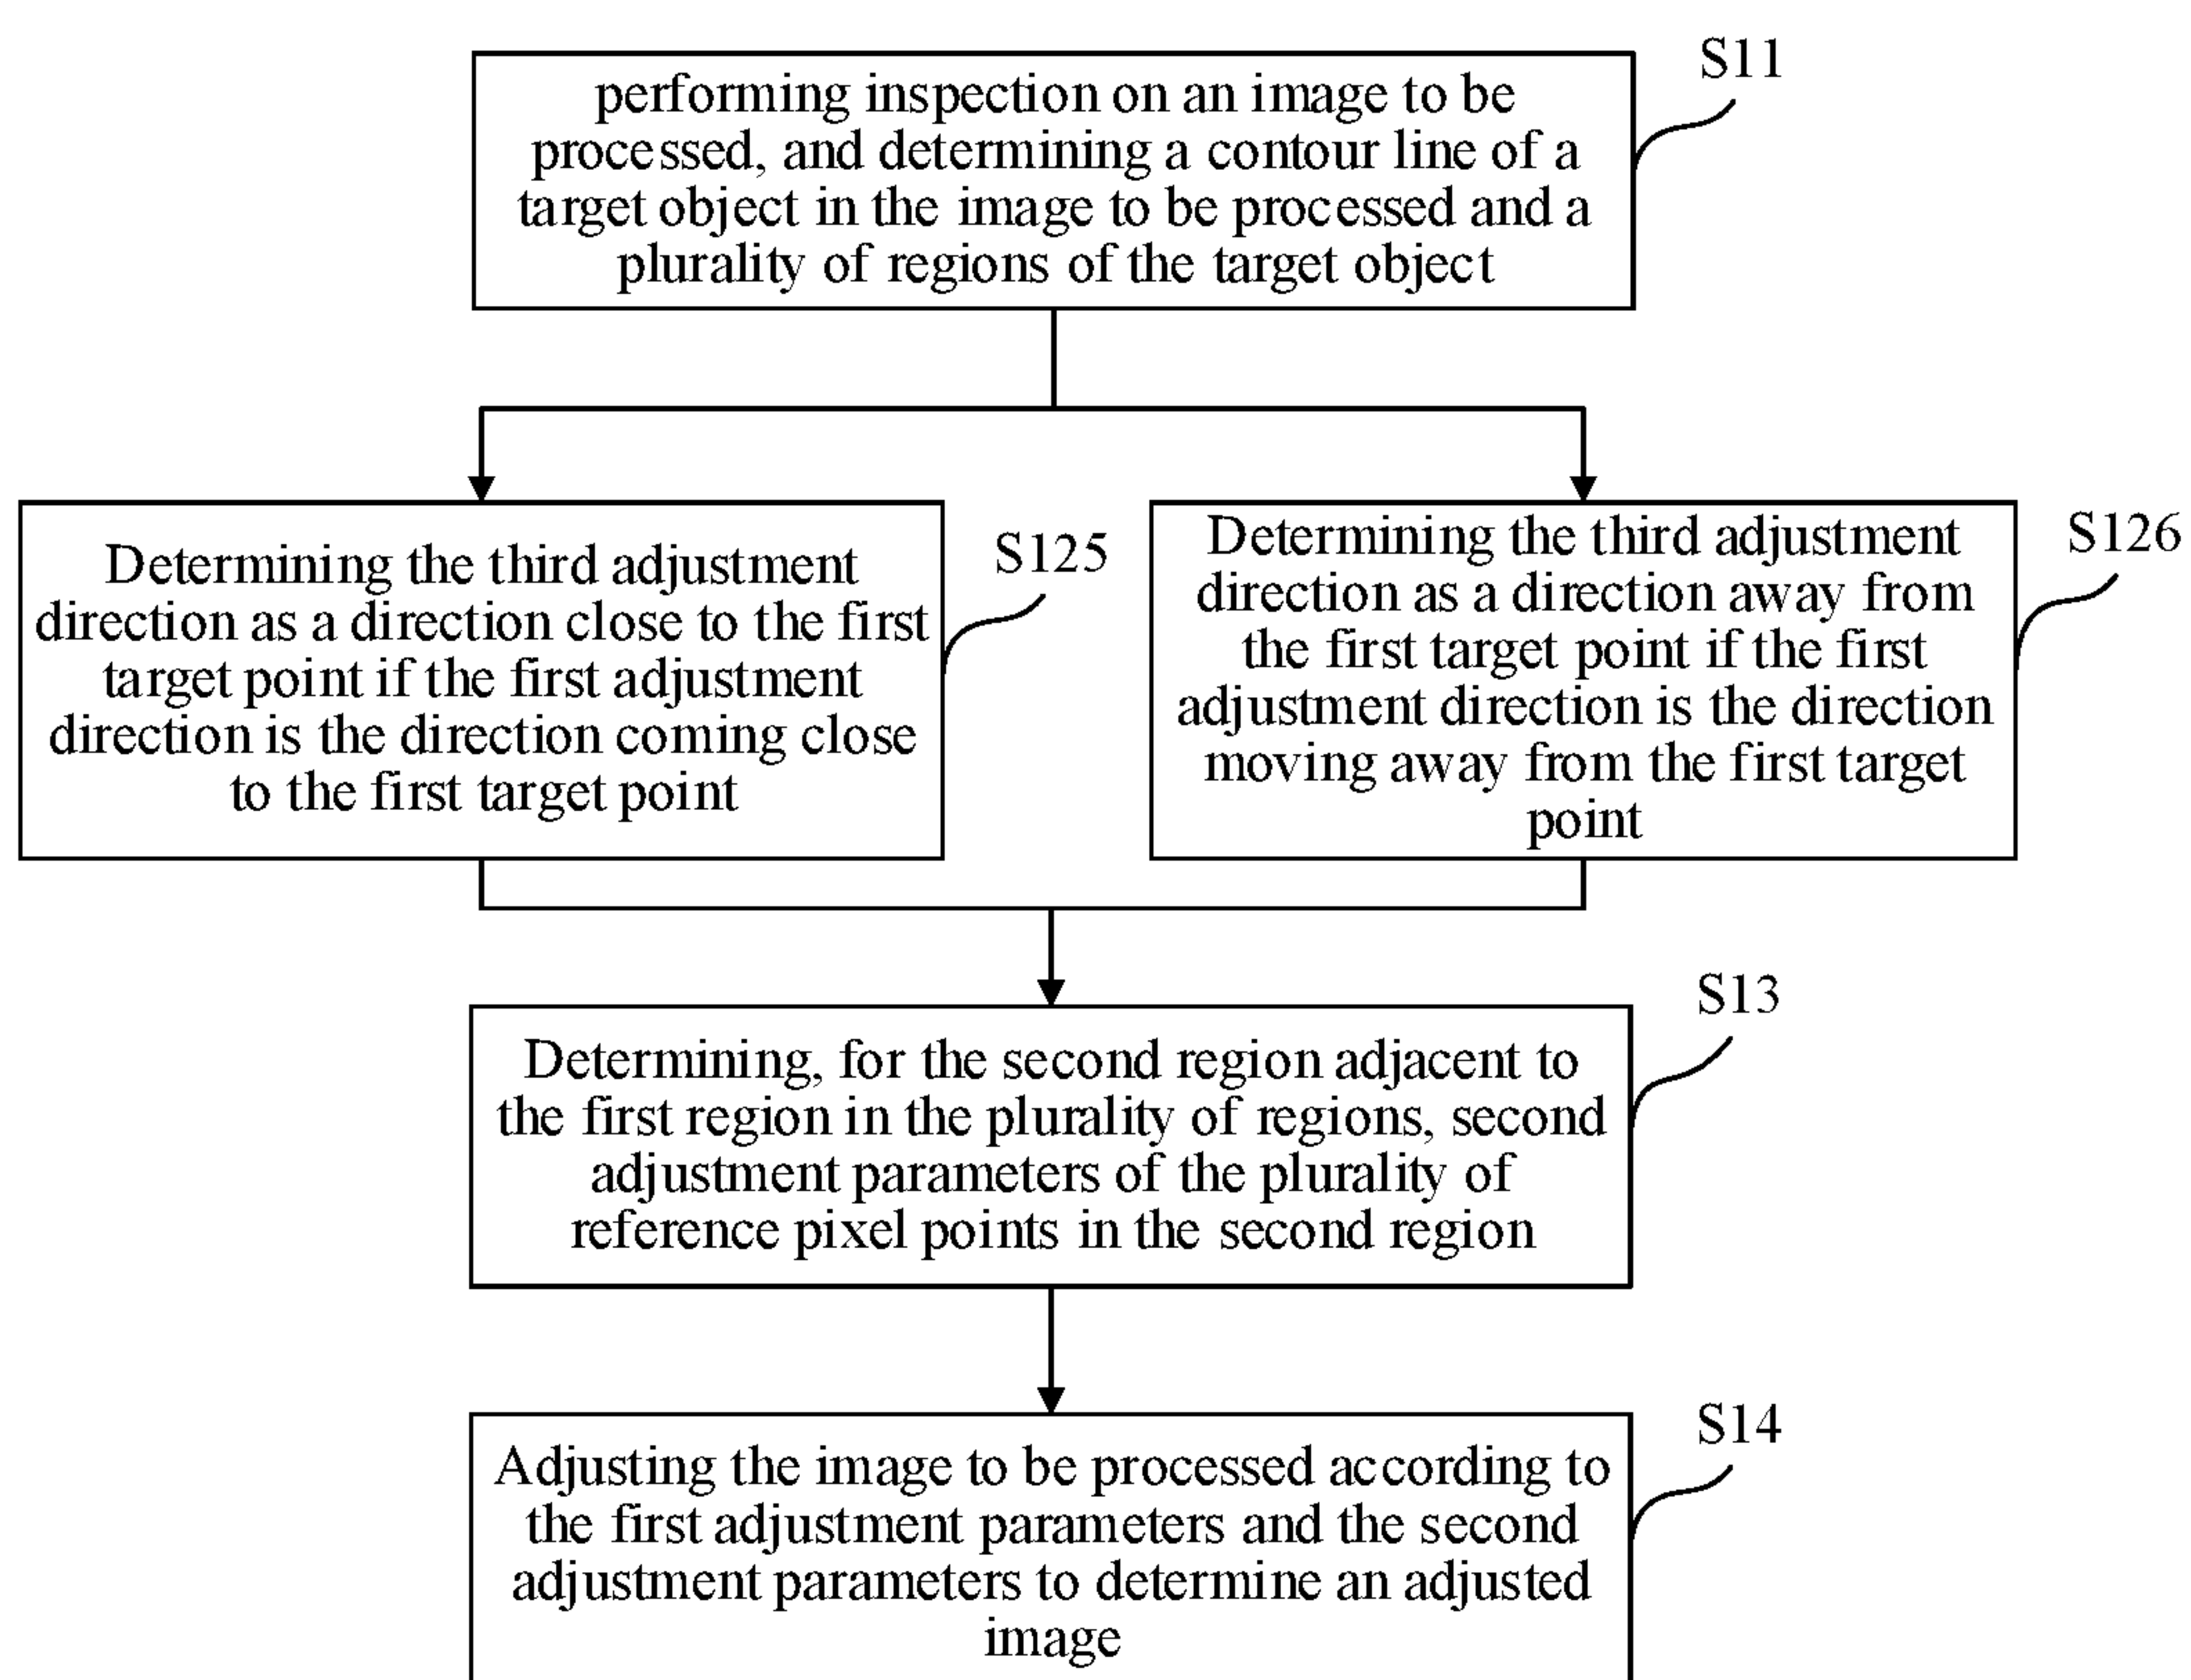 S11
performing inspection on an image to be
processed, and determining a contour line of a
target object in the image to be processed and a
plurality of regions of the target object
S125
Determining the third adjustment
direction as a direction close to the first
target point if the first adjustment
direction is the direction coming close
to the first target point
S126
Determining the third adjustment
direction as a direction away from
the first target point if the first
adjustment direction is the direction
moving away from the first target
point
S13
Determining, for the second region adjacent to
the first region in the plurality of regions, second
adjustment parameters of the plurality of
reference pixel points in the second region
S14
Adjusting the image to be processed according to
the first adjustment parameters and the second
adjustment parameters to determine an adjusted
image